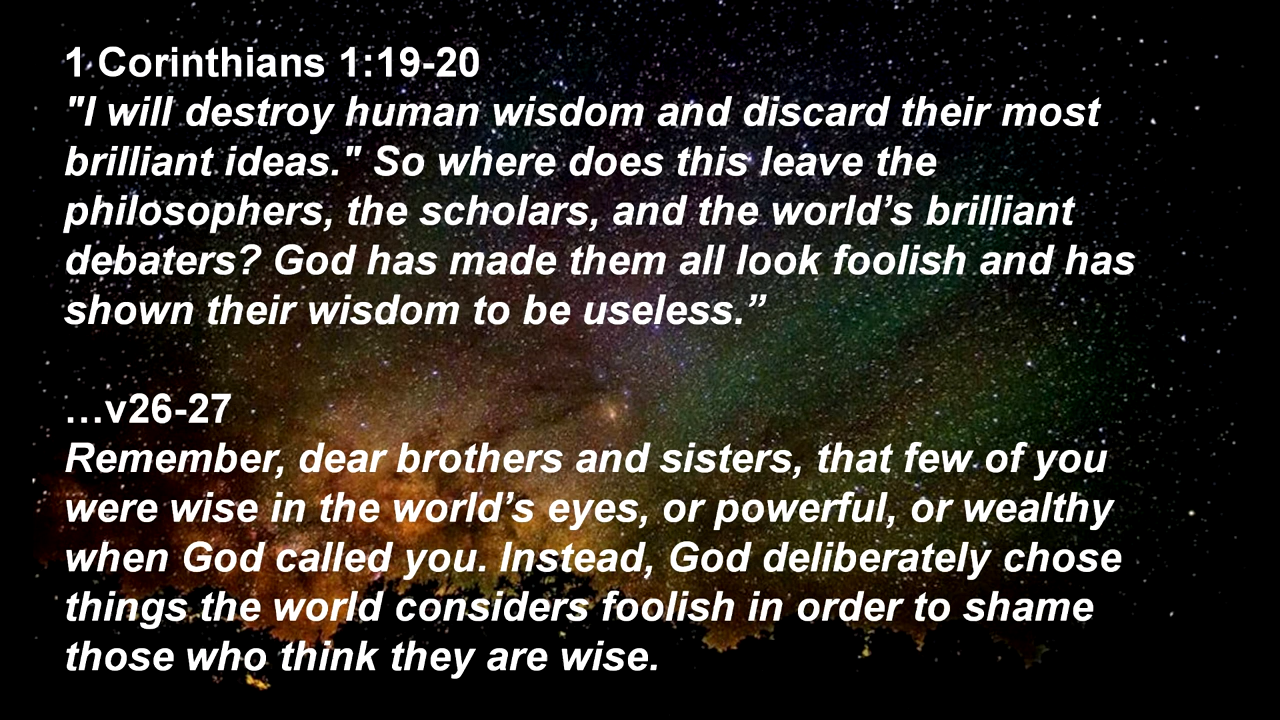 1 Corinthians 1:19-20
"I will destroy human wisdom and discard their most
brilliant ideas." So where does this leave the
philosophers, the scholars, and the world’s brilliant
debaters? God has made them all look foolish and has
shown their wisdom to be useless.”
…v26-27
Remember, dear brothers and sisters, that few of you
were wise in the world’s eyes, or powerful, or wealthy
when God called you. Instead, God deliberately chose
things the world considers foolish in order to shame
those who think they are wise.